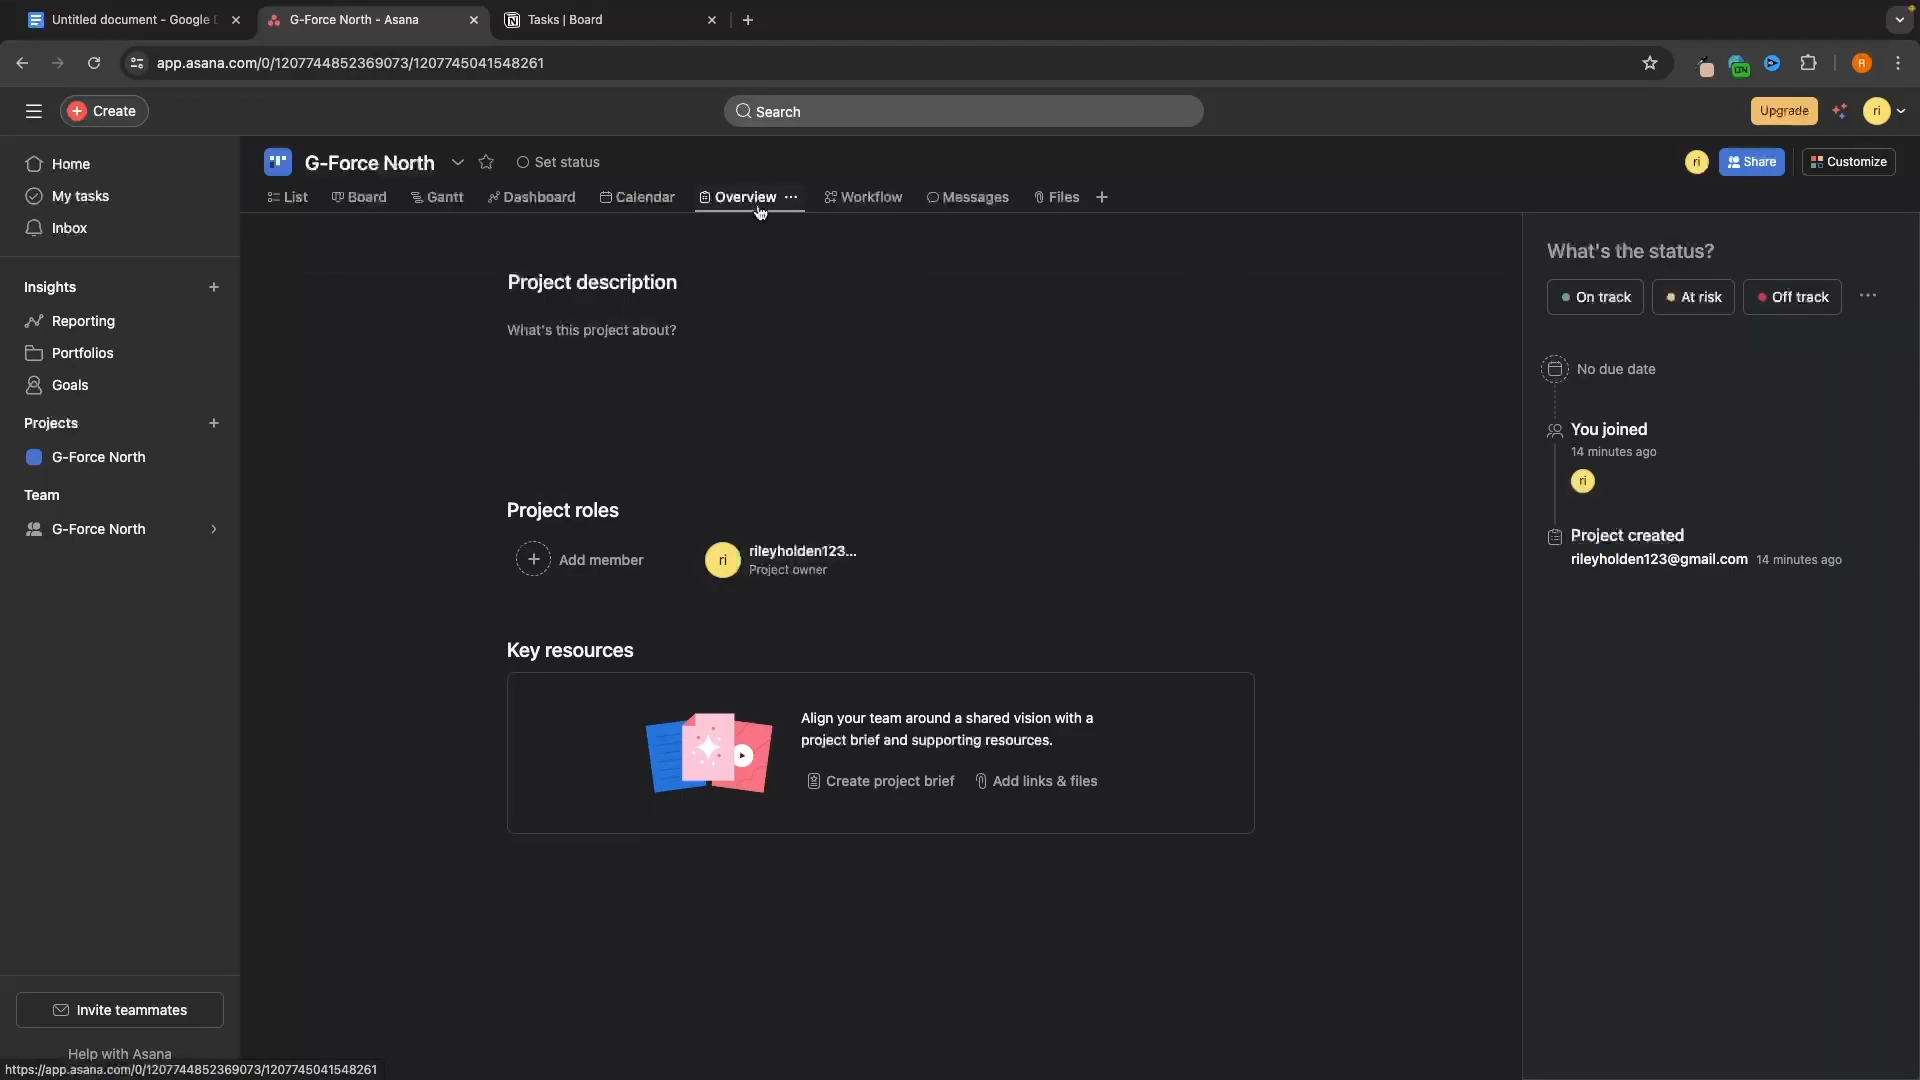 Untitled document - Google D
G-Force North - Asana
Tasks | Board
app.asana.com/0/1207744852369073/1207745041548261
R
Create
Search
Upgrade
ri
Home
My tasks
Inbox
Insights
Reporting
Portfolios
Goals
Projects
G-Force North
Team
G-Force North
Invite teammates
Help with Asana
https://app.asana.com/0/1207744852369073/1207745041548261
G-Force North
Set status
ri
Share
Customize
List
Board
Gantt
Dashboard
Calendar
Overview
Workflow
Messages
Files
Project description
What's this project about?
Project roles
Add member
ri
rileyholden123...
Project owner
Key resources
Align your team around a shared vision with a
project brief and supporting resources.
Create project brief
Add links & files
What's the status?
On track
At risk
Off track
No due date
You joined
14 minutes ago
ri
Project created
rileyholden123@gmail.com 14 minutes ago